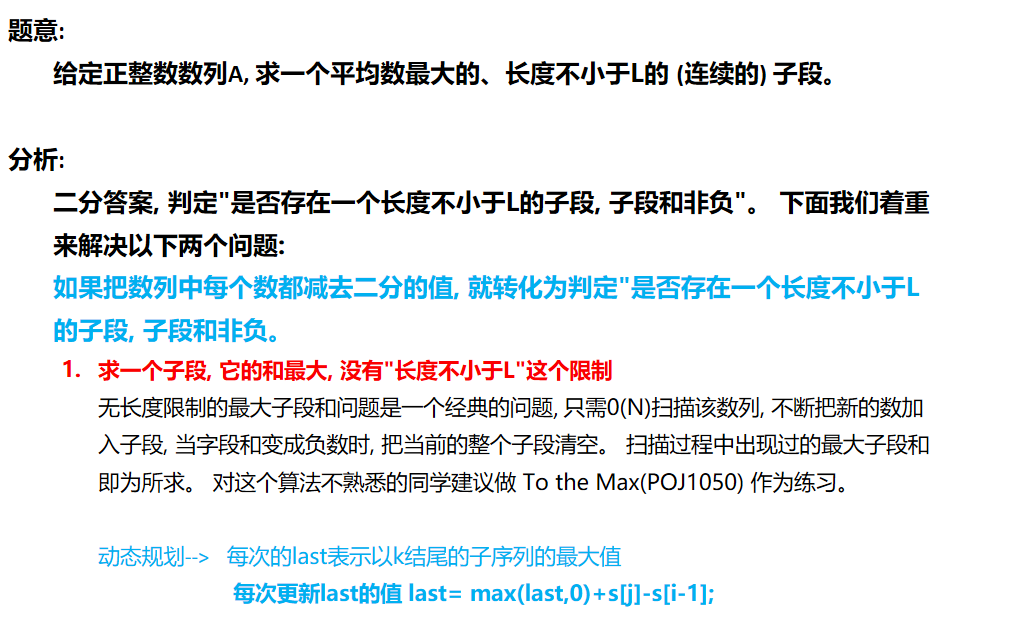 题意:
给定正整数数列A, 求一个平均数最大的、长度不小于L的 (连续的) 子段。
分析:
二分答案, 判定"是否存在一个长度不小于L的子段, 子段和非负"。 下面我们着重
来解决以下两个问题:
如果把数列中每个数都减去二分的值, 就转化为判定"是否存在一个长度不小于L
的子段, 子段和非负。
1. 求一个子段, 它的和最大, 没有"长度不小于L"这个限制
无长度限制的最大子段和问题是一个经典的问题, 只需0(N)扫描该数列, 不断把新的数加
入子段, 当字段和变成负数时, 把当前的整个子段清空。 扫描过程中出现过的最大子段和
即为所求。 对这个算法不熟悉的同学建议做 To the Max(POJ1050) 作为练习。
动态规划--> 每次的last表示以k结尾的子序列的最大值
每次更新last的值 last= max(last,0)+s[j]-s[i-1];